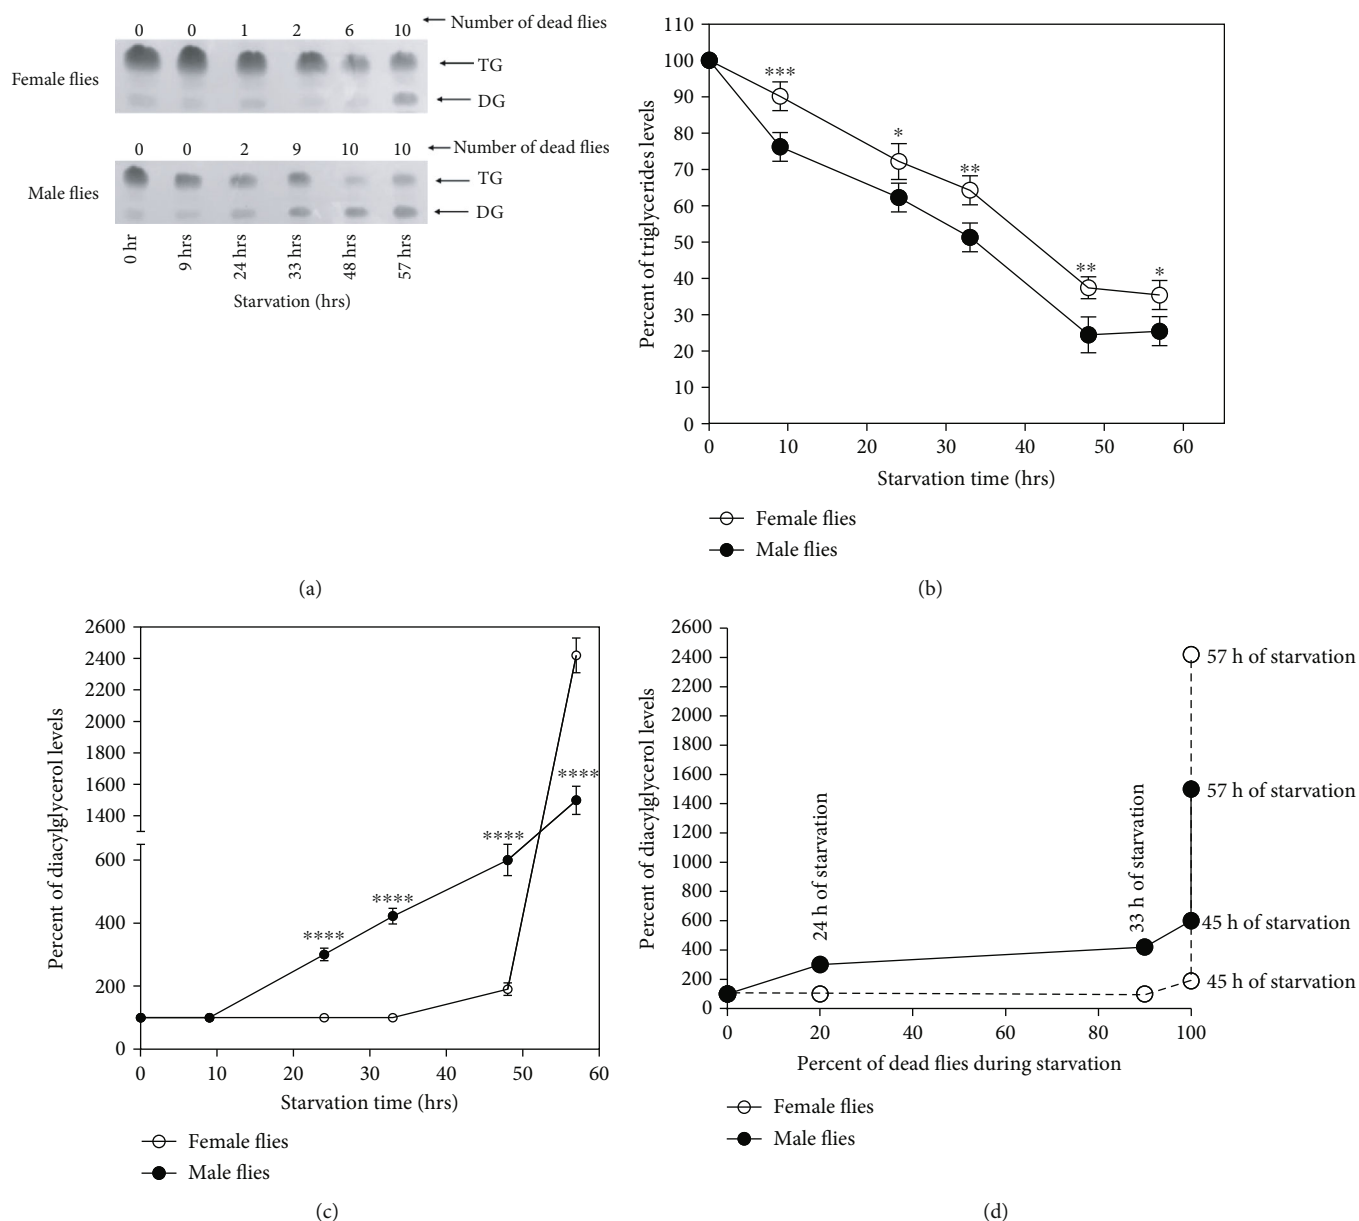 0 0 1 2 6 10 Number of dead flies
Female flies
TG
DG
0 0 2 9 10 10 Number of dead flies
Male flies
TG
DG
0 hr 9 hrs 24 hrs 33 hrs 48 hrs 57 hrs
Starvation (hrs)
(a)
110
100
90
80
70
60
50
40
30
20
10
0
Percent of triglycerides levels
***
*
**
**
*
0 10 20 30 40 50 60
Starvation time (hrs)
Female flies
Male flies
(b)
2600
2400
2200
2000
1800
1600
1400
600
400
200
0
Percent of diacylglycerol levels
****
****
****
****
0 10 20 30 40 50 60
Starvation time (hrs)
Female flies
Male flies
(c)
2600
2400
2200
2000
1800
1600
1400
1200
1000
800
600
400
200
0
Percent of diacylglycerol levels
24 h of starvation
33 h of starvation
57 h of starvation
57 h of starvation
45 h of starvation
45 h of starvation
0 20 40 60 80 100
Percent of dead flies during starvation
Female flies
Male flies
(d)